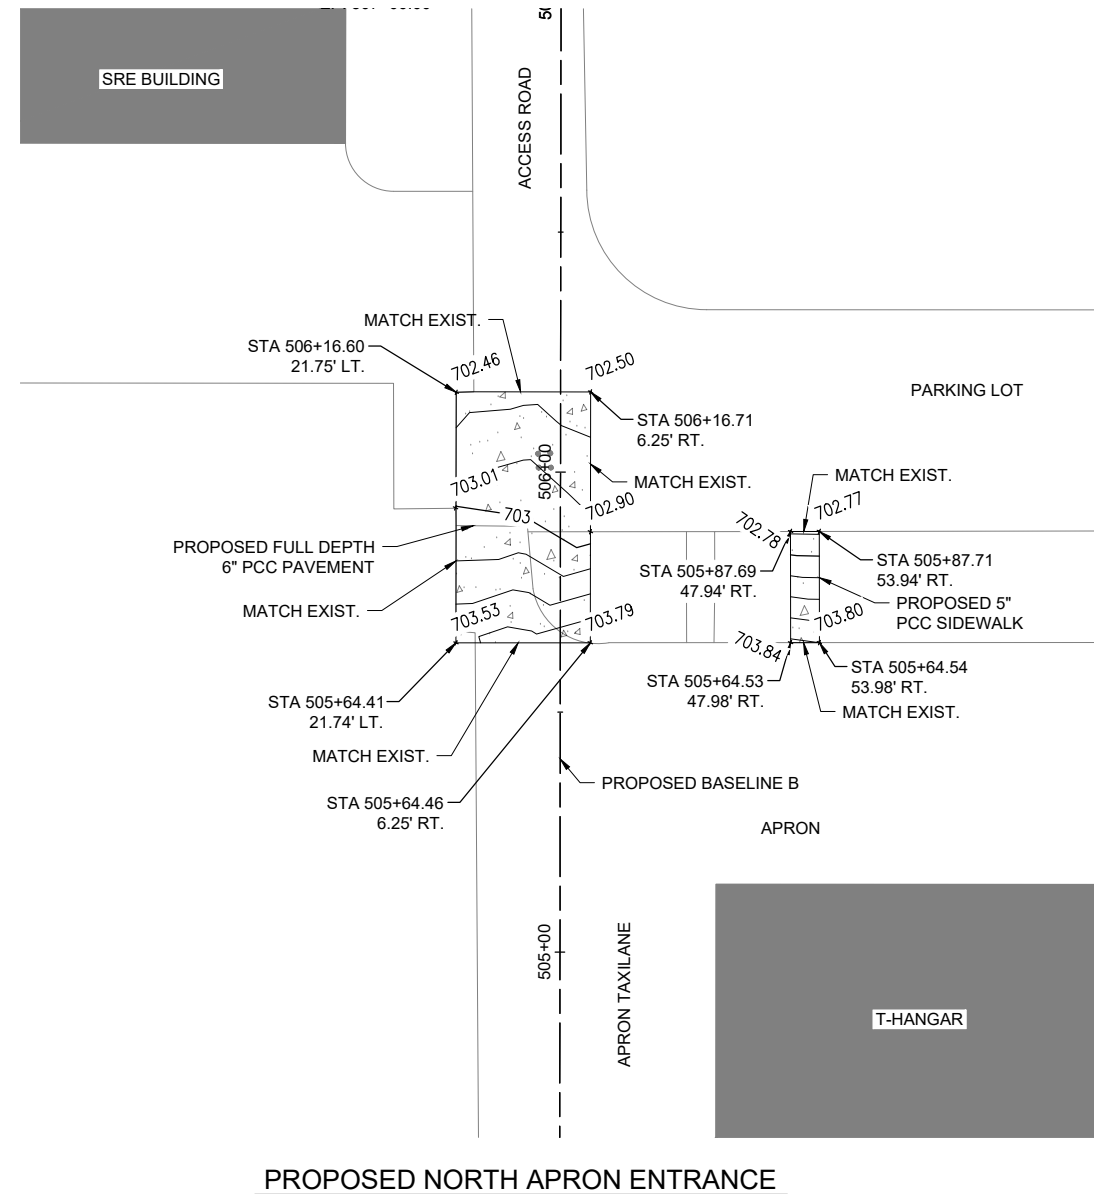 SRE BUILDING
ACCESS ROAD
MATCH EXIST.
STA 506+16.60
21.75' LT.
702.46
702.50
PARKING LOT
STA 506+16.71
6.25' RT.
MATCH EXIST.
MATCH EXIST.
506+00
703.01
702.90
703
702.77
702.78
PROPOSED FULL DEPTH
6" PCC PAVEMENT
STA 505+87.69
47.94' RT.
STA 505+87.71
53.94' RT.
MATCH EXIST.
PROPOSED 5"
PCC SIDEWALK
703.53
703.79
703.80
703.84
STA 505+64.53
47.98' RT.
STA 505+64.54
53.98' RT.
STA 505+64.41
21.74' LT.
MATCH EXIST.
MATCH EXIST.
PROPOSED BASELINE B
STA 505+64.46
6.25' RT.
APRON
505+00
APRON TAXILANE
T-HANGAR
PROPOSED NORTH APRON ENTRANCE